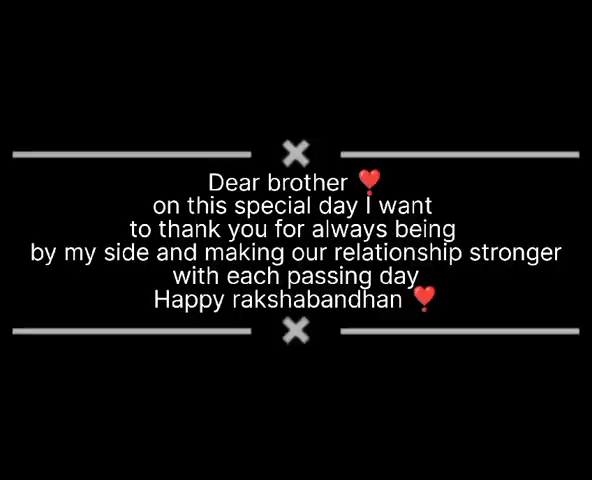 Dear brother ❣️
on this special day I want
to thank you for always being
by my side and making our relationship stronger
with each passing day
Happy rakshabandhan ❣️